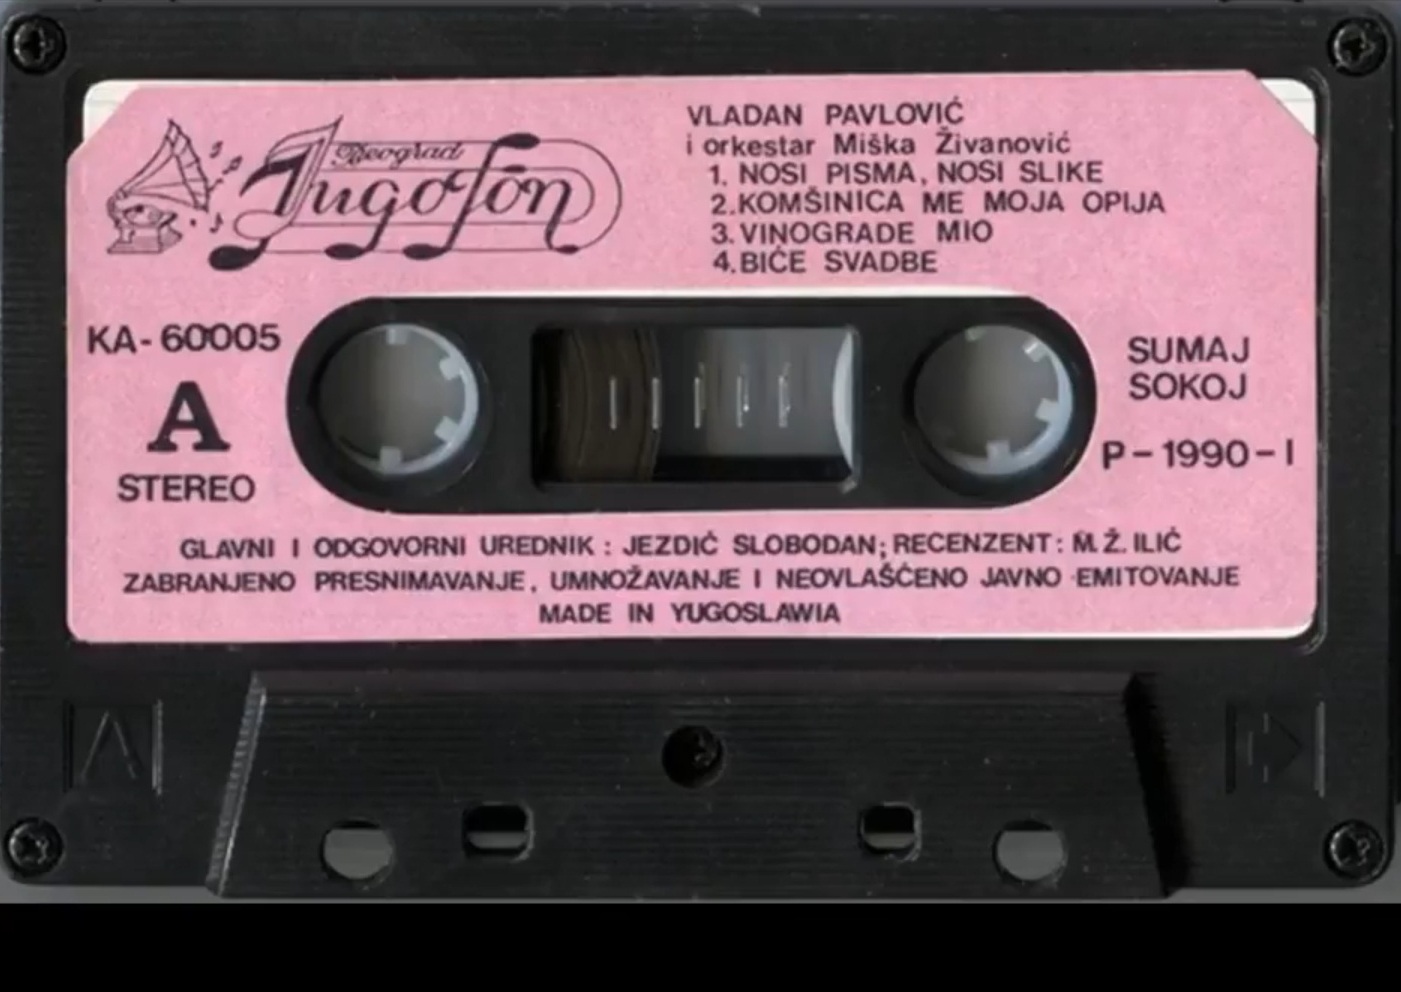 Beograd
Jugofon
VLADAN PAVLOVIĆ
i orkestar Miška Živanović
1. NOSI PISMA, NOSI SLIKE
2. KOMŠINICA ME MOJA OPIJA
3. VINOGRADE MIO
4. BIĆE SVADBE
KA-60005
A
STEREO
SUMAJ
SOKOJ
P-1990-I
GLAVNI I ODGOVORNI UREDNIK: JEZDIĆ SLOBODAN; RECENZENT: M.Ž. ILIĆ
ZABRANJENO PRESNIMAVANJE, UMNOŽAVANJE I NEOVLAŠĆENO JAVNO EMITOVANJE
MADE IN YUGOSLAWIA